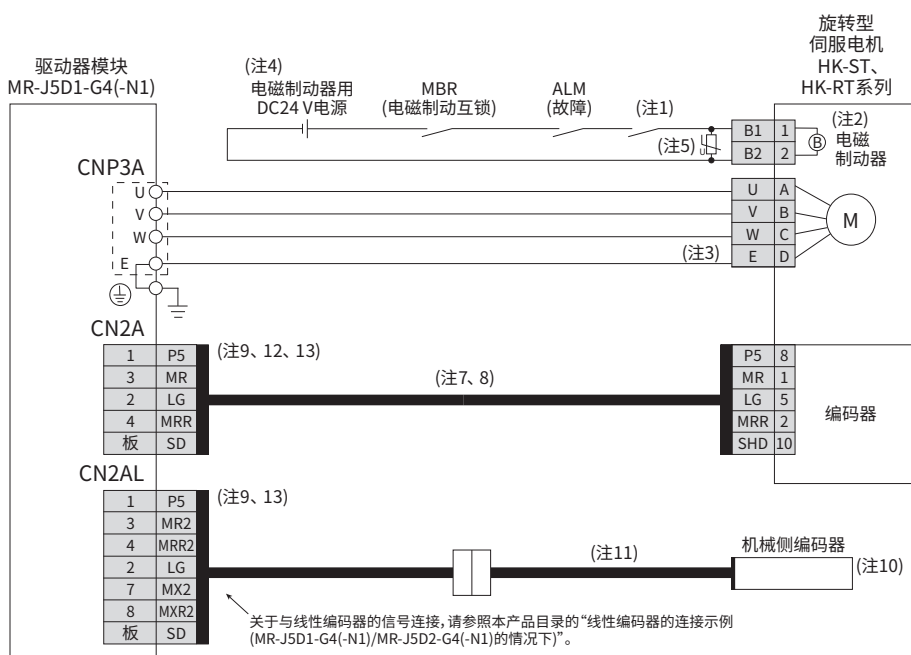 驱动器模块
MR-J5D1-G4(-N1)
(注4)
电磁制动器用
DC24 V电源
MBR
(电磁制动互锁)
ALM
(故障)
(注1)
旋转型
伺服电机
HK-ST、
HK-RT系列
(注5)
U
B1 1
B2 2
B
(注2)
电磁
制动器
CNP3A
U
V
W
E
(注3)
U A
V B
W C
E D
M
CN2A
1 P5
3 MR
2 LG
4 MRR
板 SD
(注9、12、13)
(注7、8)
P5 8
MR 1
LG 5
MRR 2
SHD 10
编码器
CN2AL
1 P5
3 MR2
4 MRR2
2 LG
7 MX2
8 MXR2
板 SD
(注9、13)
(注11)
机械侧编码器
(注10)
关于与线性编码器的信号连接，请参照本产品目录的“线性编码器的连接示例
(MR-J5D1-G4(-N1)/MR-J5D2-G4(-N1)的情况下)”。